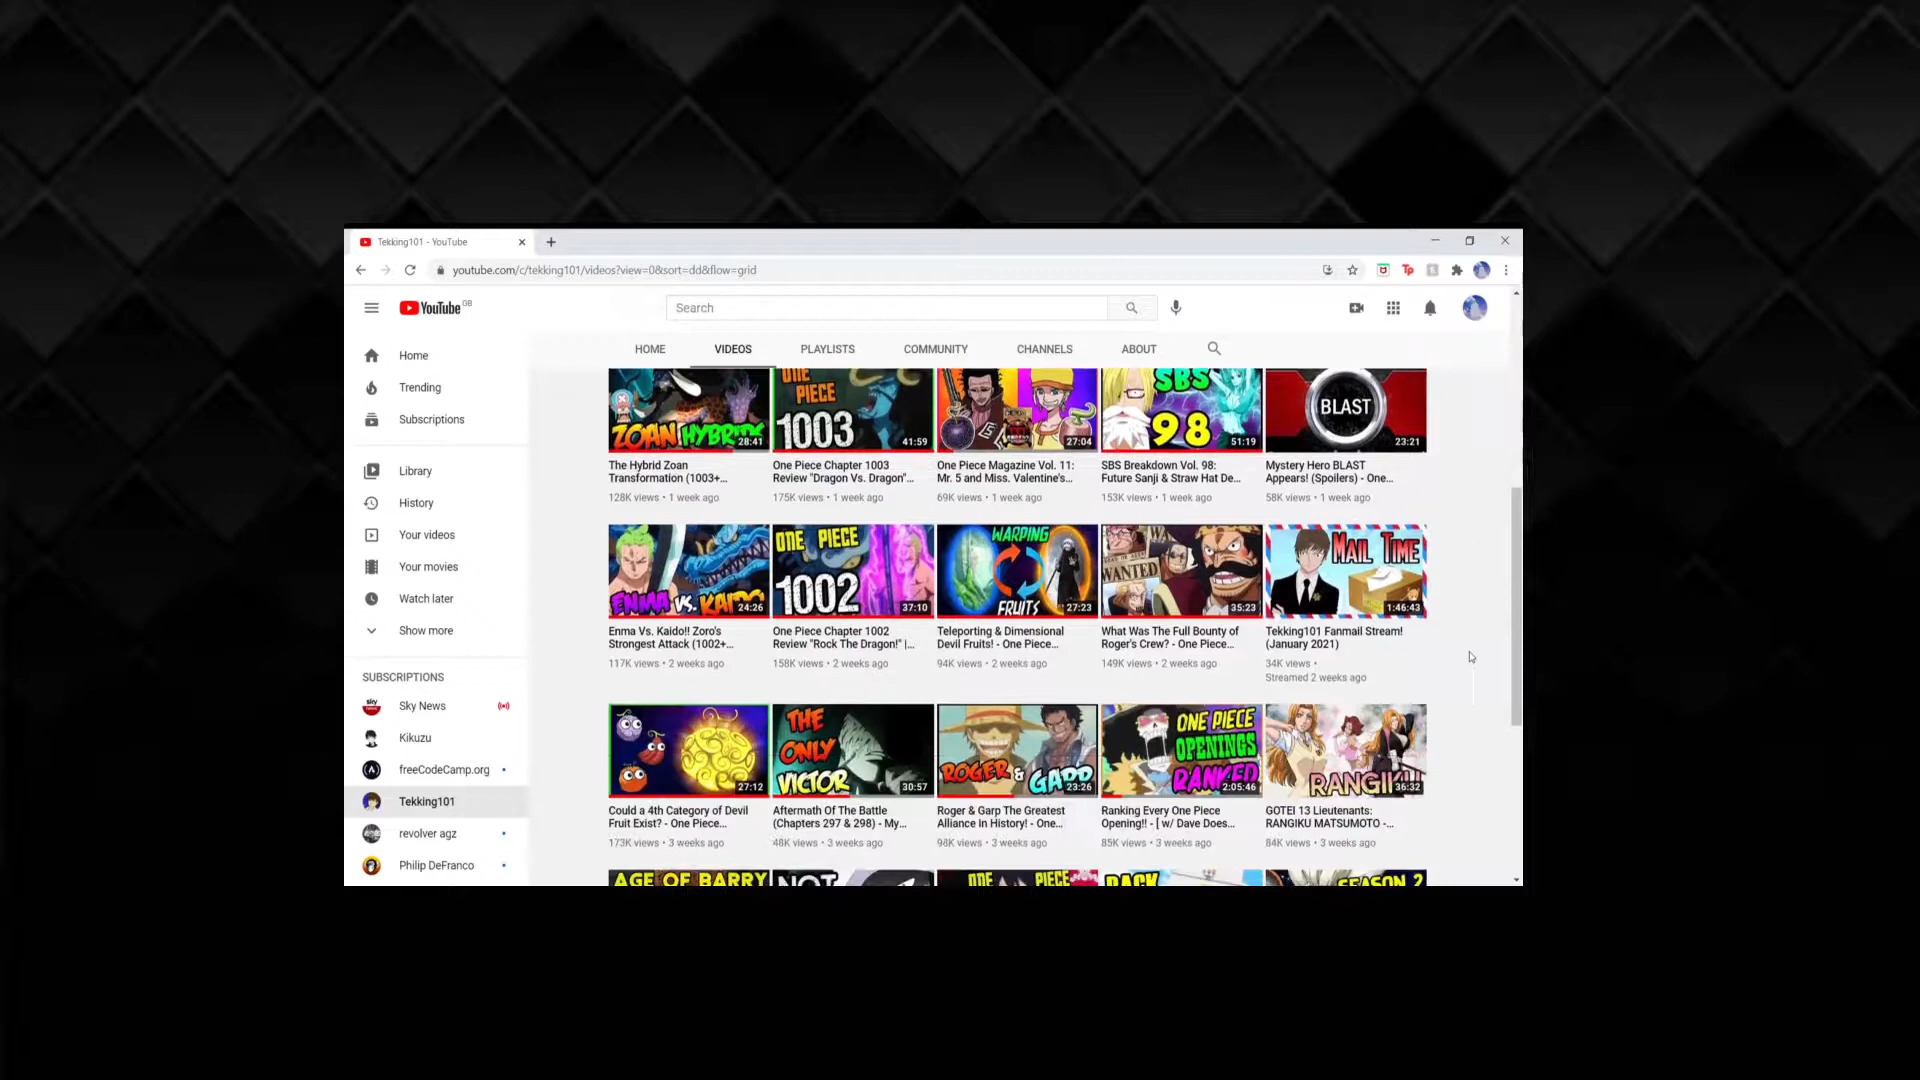 Tekking101 - YouTube
youtube.com/c/tekking101/videos?view=0&sort=dd&flow=grid
YouTube GB
Search
HOME VIDEOS PLAYLISTS COMMUNITY CHANNELS ABOUT
Home
Trending
Subscriptions
Library
History
Your videos
Your movies
Watch later
Show more
SUBSCRIPTIONS
Sky News
Kikuzu
freeCodeCamp.org
Tekking101
revolver agz
Philip DeFranco
ZOAN HYBRIDS
28:41
The Hybrid Zoan
Transformation (1003+...
128K views • 1 week ago
ONE
PIECE
1003
41:59
One Piece Chapter 1003
Review "Dragon Vs. Dragon"...
175K views • 1 week ago
27:04
One Piece Magazine Vol. 11:
Mr. 5 and Miss. Valentine's...
69K views • 1 week ago
SBS
98
51:19
SBS Breakdown Vol. 98:
Future Sanji & Straw Hat De...
153K views • 1 week ago
BLAST
23:21
Mystery Hero BLAST
Appears! (Spoilers) - One...
58K views • 1 week ago
ENMA VS. KAIDO
24:26
Enma Vs. Kaido!! Zoro's
Strongest Attack (1002+...
117K views • 2 weeks ago
ONE PIECE
1002
37:10
One Piece Chapter 1002
Review "Rock The Dragon!" |...
158K views • 2 weeks ago
WARPING
FRUITS
27:23
Teleporting & Dimensional
Devil Fruits! - One Piece...
94K views • 2 weeks ago
WANTED
35:23
What Was The Full Bounty of
Roger's Crew? - One Piece...
149K views • 2 weeks ago
MAIL TIME
1:46:43
Tekking101 Fanmail Stream!
(January 2021)
34K views •
Streamed 2 weeks ago
27:12
Could a 4th Category of Devil
Fruit Exist? - One Piece...
173K views • 3 weeks ago
THE
ONLY
VICTOR
30:57
Aftermath Of The Battle
(Chapters 297 & 298) - My...
48K views • 3 weeks ago
ROGER & GARP
23:26
Roger & Garp The Greatest
Alliance In History! - One...
98K views • 3 weeks ago
ONE PIECE
OPENINGS
RANKED
2:05:46
Ranking Every One Piece
Opening!! - [ w/ Dave Does...
85K views • 3 weeks ago
RANGIKU
36:32
GOTEI 13 Lieutenants:
RANGIKU MATSUMOTO -...
84K views • 3 weeks ago
AGE OF BARRY
NOT
ONE PIECE
BACK
SEASON 2